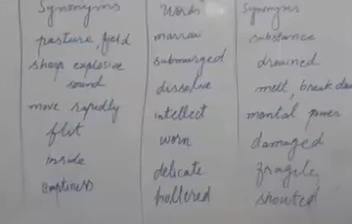 Synonyms Words Synonyms
pasture, field marrow substance
sharp explosive submerged drowned
sound dissolve melt, break down
move rapidly intellect mental power
flit worn damaged
inside delicate fragile
emptiness hollered shouted